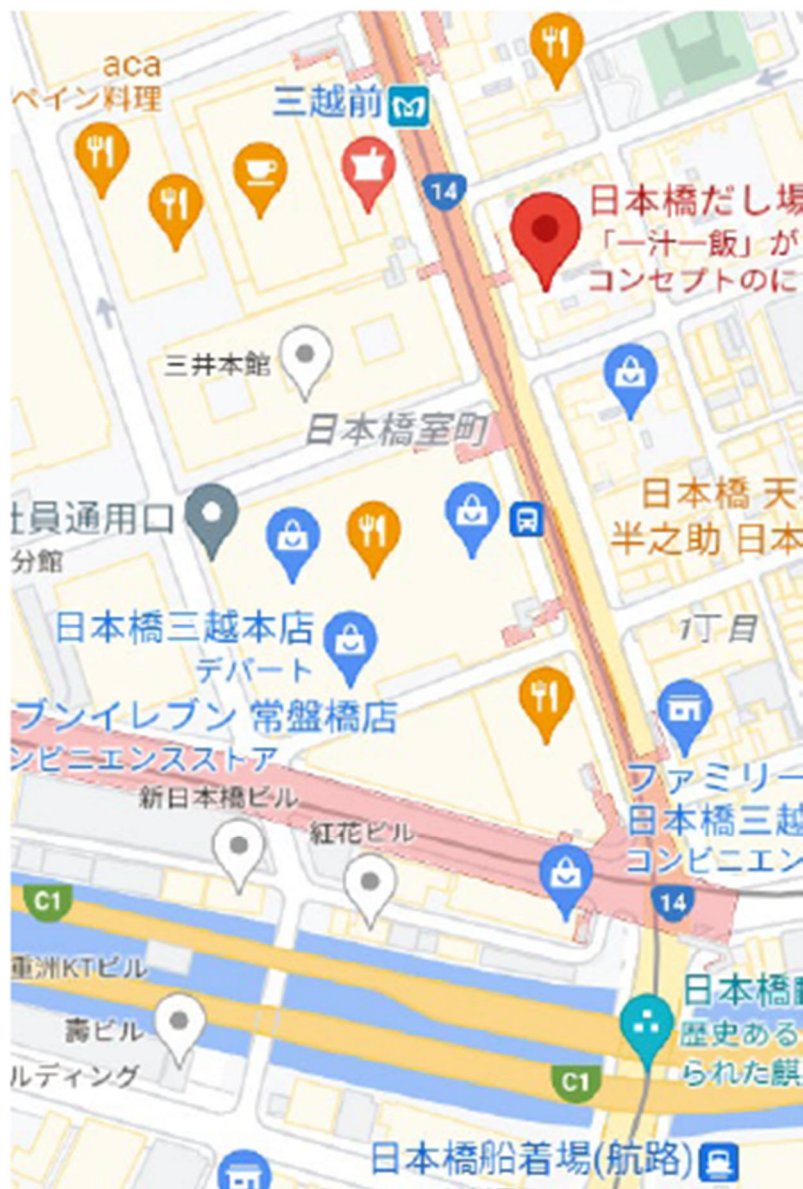 aca
ペイン料理
三越前
14
日本橋だし場
「一汁一飯」が
コンセプトのに
三井本館
日本橋室町
社員通用口
分館
日本橋 天
半之助 日本
日本橋三越本店
デパート
1丁目
ブンイレブン 常盤橋店
ンビニエンスストア
新日本橋ビル
紅花ビル
ファミリー
日本橋三越
コンビニエン
14
C1
重洲KTビル
壽ビル
ルディング
日本橋
歴史ある
られた麒
C1
日本橋船着場(航路)